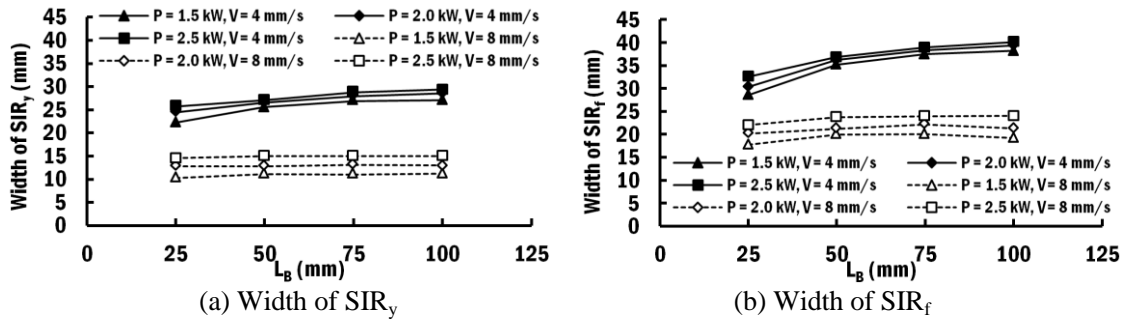 Width of SIRy (mm)
45
40
35
30
25
20
15
10
5
0
P = 1.5 kW, V = 4 mm/s
P = 2.0 kW, V = 4 mm/s
P = 2.5 kW, V = 4 mm/s
P = 1.5 kW, V = 8 mm/s
P = 2.0 kW, V = 8 mm/s
P = 2.5 kW, V = 8 mm/s
0 25 50 75 100 125
LB (mm)
(a) Width of SIRy
Width of SIRf (mm)
45
40
35
30
25
20
15
10
5
0
P = 1.5 kW, V = 4 mm/s
P = 2.0 kW, V = 4 mm/s
P = 2.5 kW, V = 4 mm/s
P = 1.5 kW, V = 8 mm/s
P = 2.0 kW, V = 8 mm/s
P = 2.5 kW, V = 8 mm/s
0 25 50 75 100 125
LB (mm)
(b) Width of SIRf